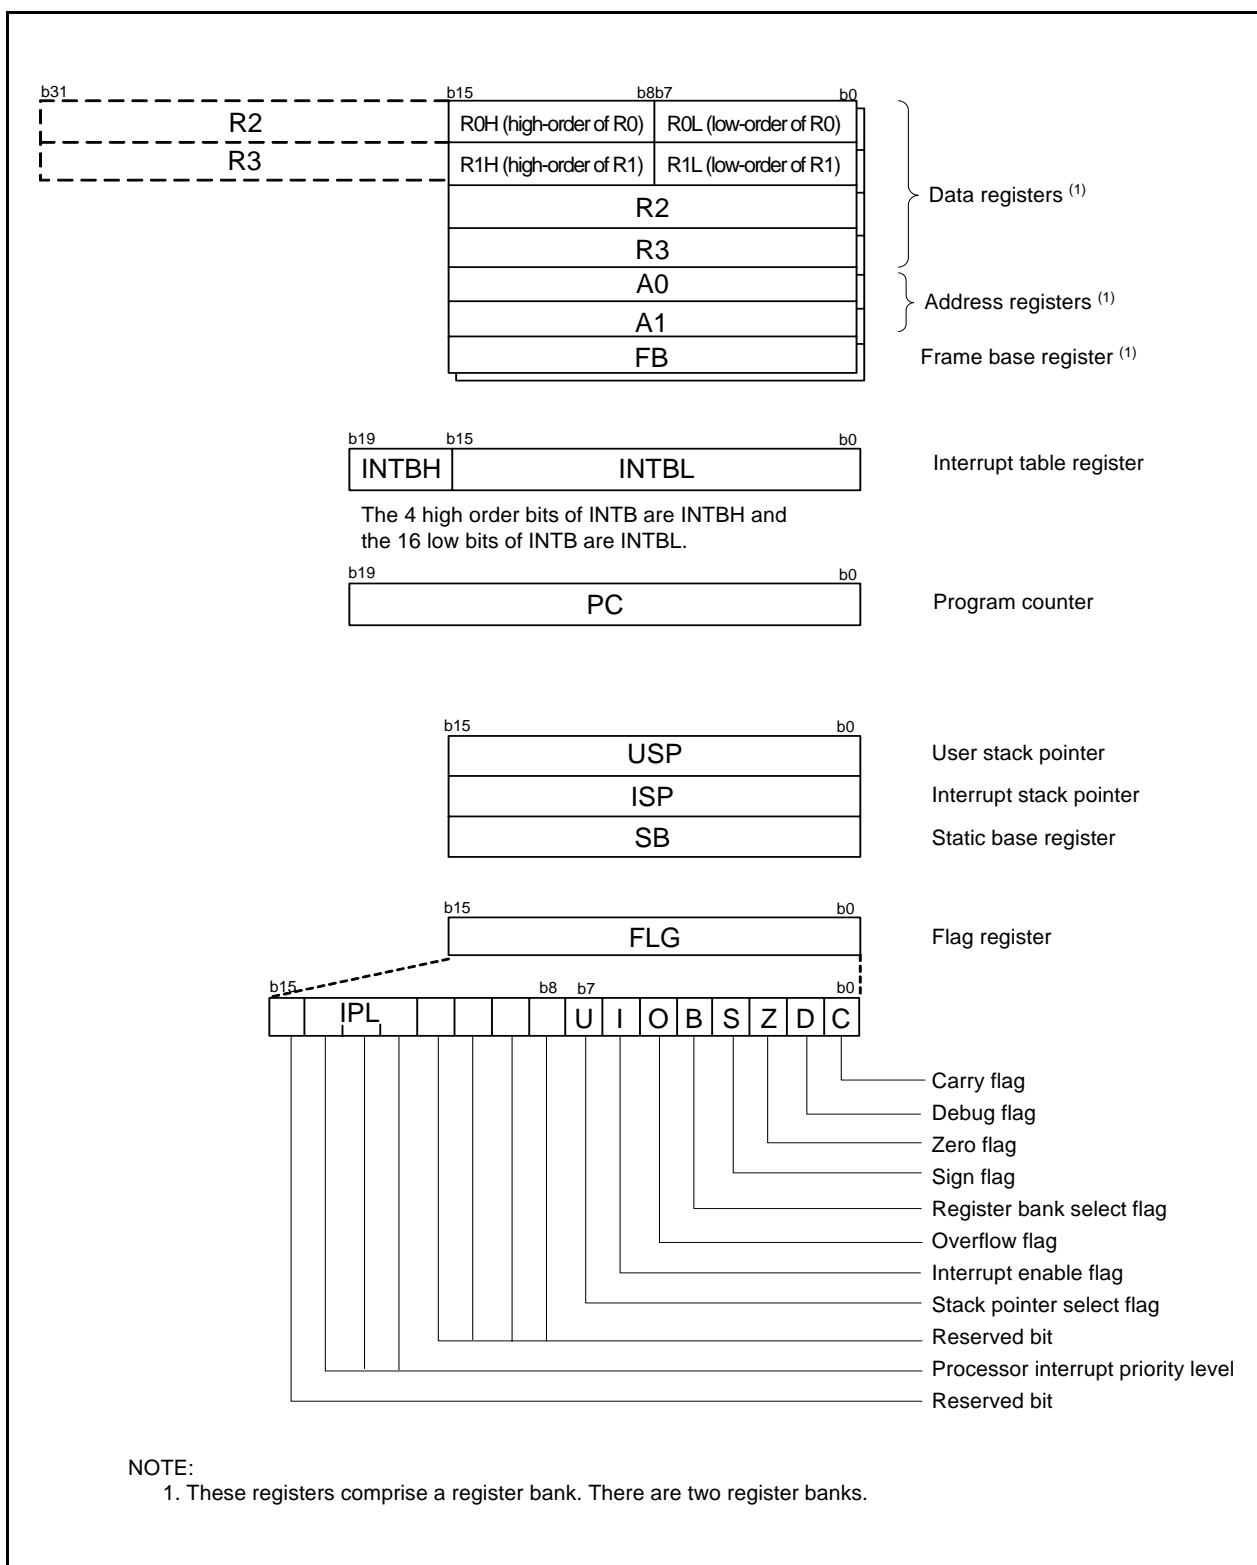 b31 b15 b8b7 b0
R2 R0H (high-order of R0) R0L (low-order of R0)
R3 R1H (high-order of R1) R1L (low-order of R1)
Data registers (1)
R2
R3
A0
Address registers (1)
A1
FB Frame base register (1)
b19 b15 b0
INTBH INTBL Interrupt table register
The 4 high order bits of INTB are INTBH and
the 16 low bits of INTB are INTBL.
b19 b0
PC Program counter
b15 b0
USP User stack pointer
ISP Interrupt stack pointer
SB Static base register
b15 b0
FLG Flag register
b15 b8 b7 b0
IPL U I O B S Z D C
Carry flag
Debug flag
Zero flag
Sign flag
Register bank select flag
Overflow flag
Interrupt enable flag
Stack pointer select flag
Reserved bit
Processor interrupt priority level
Reserved bit
NOTE:
1. These registers comprise a register bank. There are two register banks.